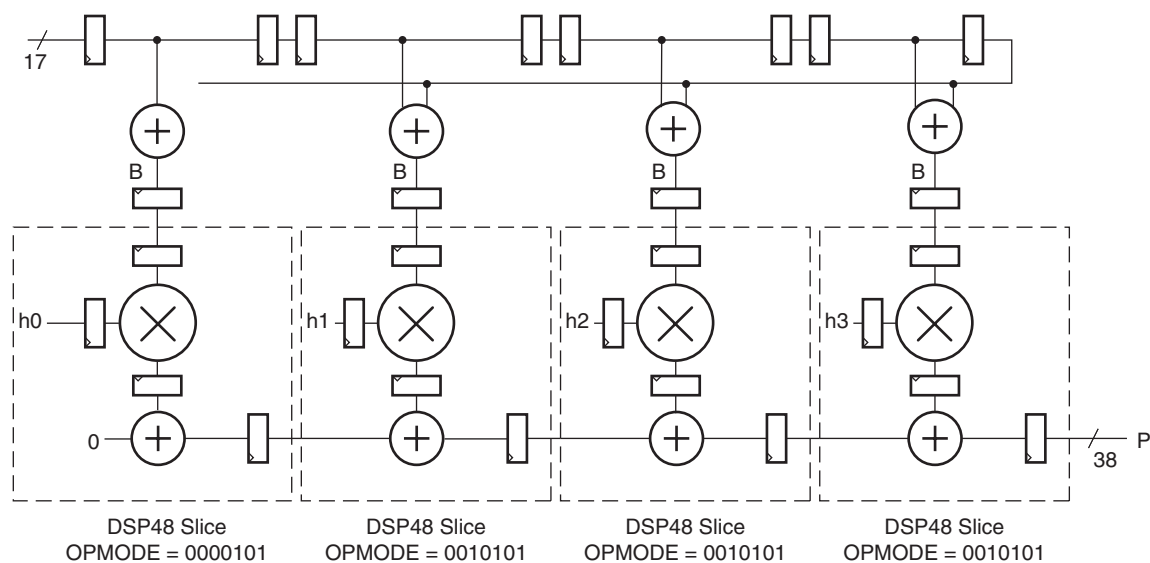 17
B
B
B
B
h0
h1
h2
h3
0
P
38
DSP48 Slice
OPMODE = 0000101
DSP48 Slice
OPMODE = 0010101
DSP48 Slice
OPMODE = 0010101
DSP48 Slice
OPMODE = 0010101